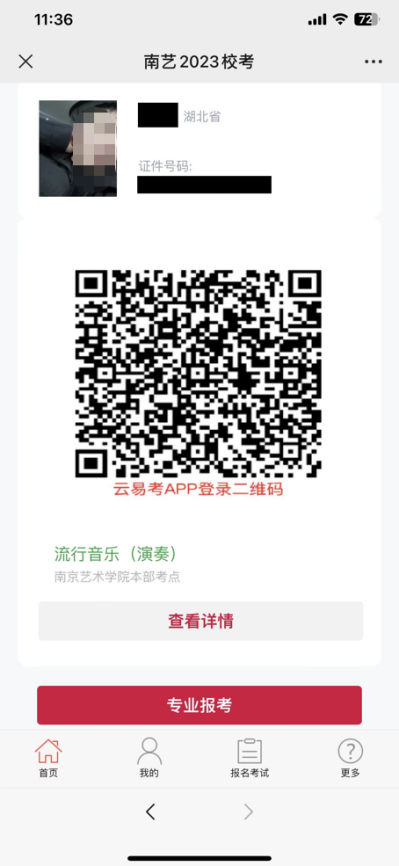 11:36
72
南艺2023校考
湖北省
证件号码:
云易考APP登录二维码
流行音乐（演奏）
南京艺术学院本部考点
查看详情
专业报考
首页
我的
报名考试
更多